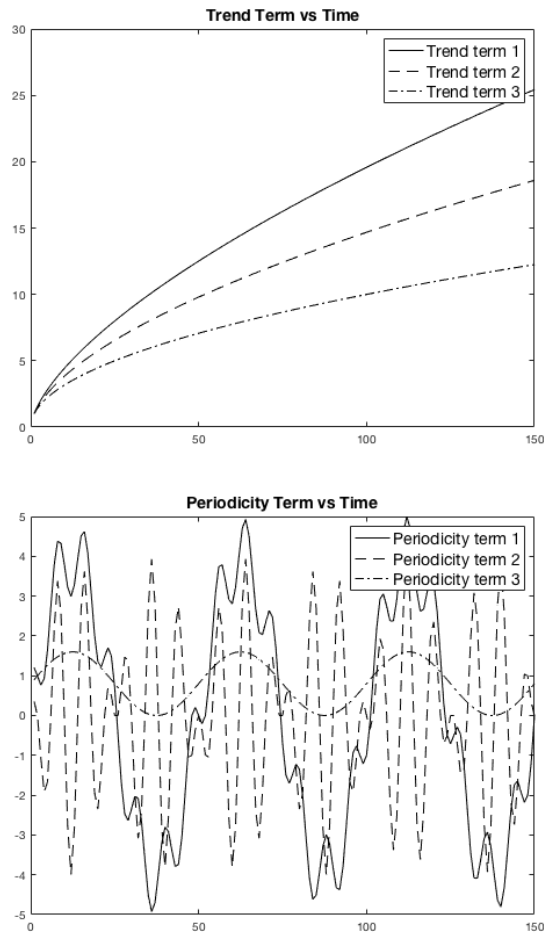 Trend Term vs Time
30
25
20
15
10
5
0
0 50 100 150
Trend term 1
Trend term 2
Trend term 3
Periodicity Term vs Time
5
4
3
2
1
0
-1
-2
-3
-4
-5
0 50 100 150
Periodicity term 1
Periodicity term 2
Periodicity term 3